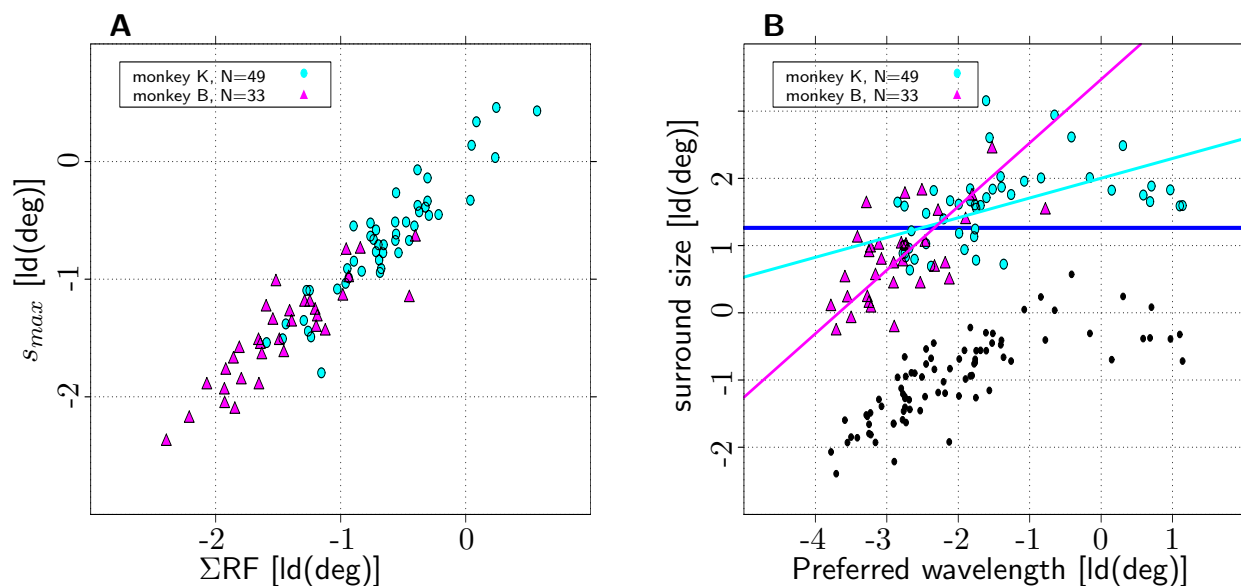 A
monkey K, N=49
monkey B, N=33
s_max [ld(deg)]
0
-1
-2
-2 -1 0
ΣRF [ld(deg)]
B
monkey K, N=49
monkey B, N=33
surround size [ld(deg)]
2
1
0
-1
-2
-4 -3 -2 -1 0 1
Preferred wavelength [ld(deg)]